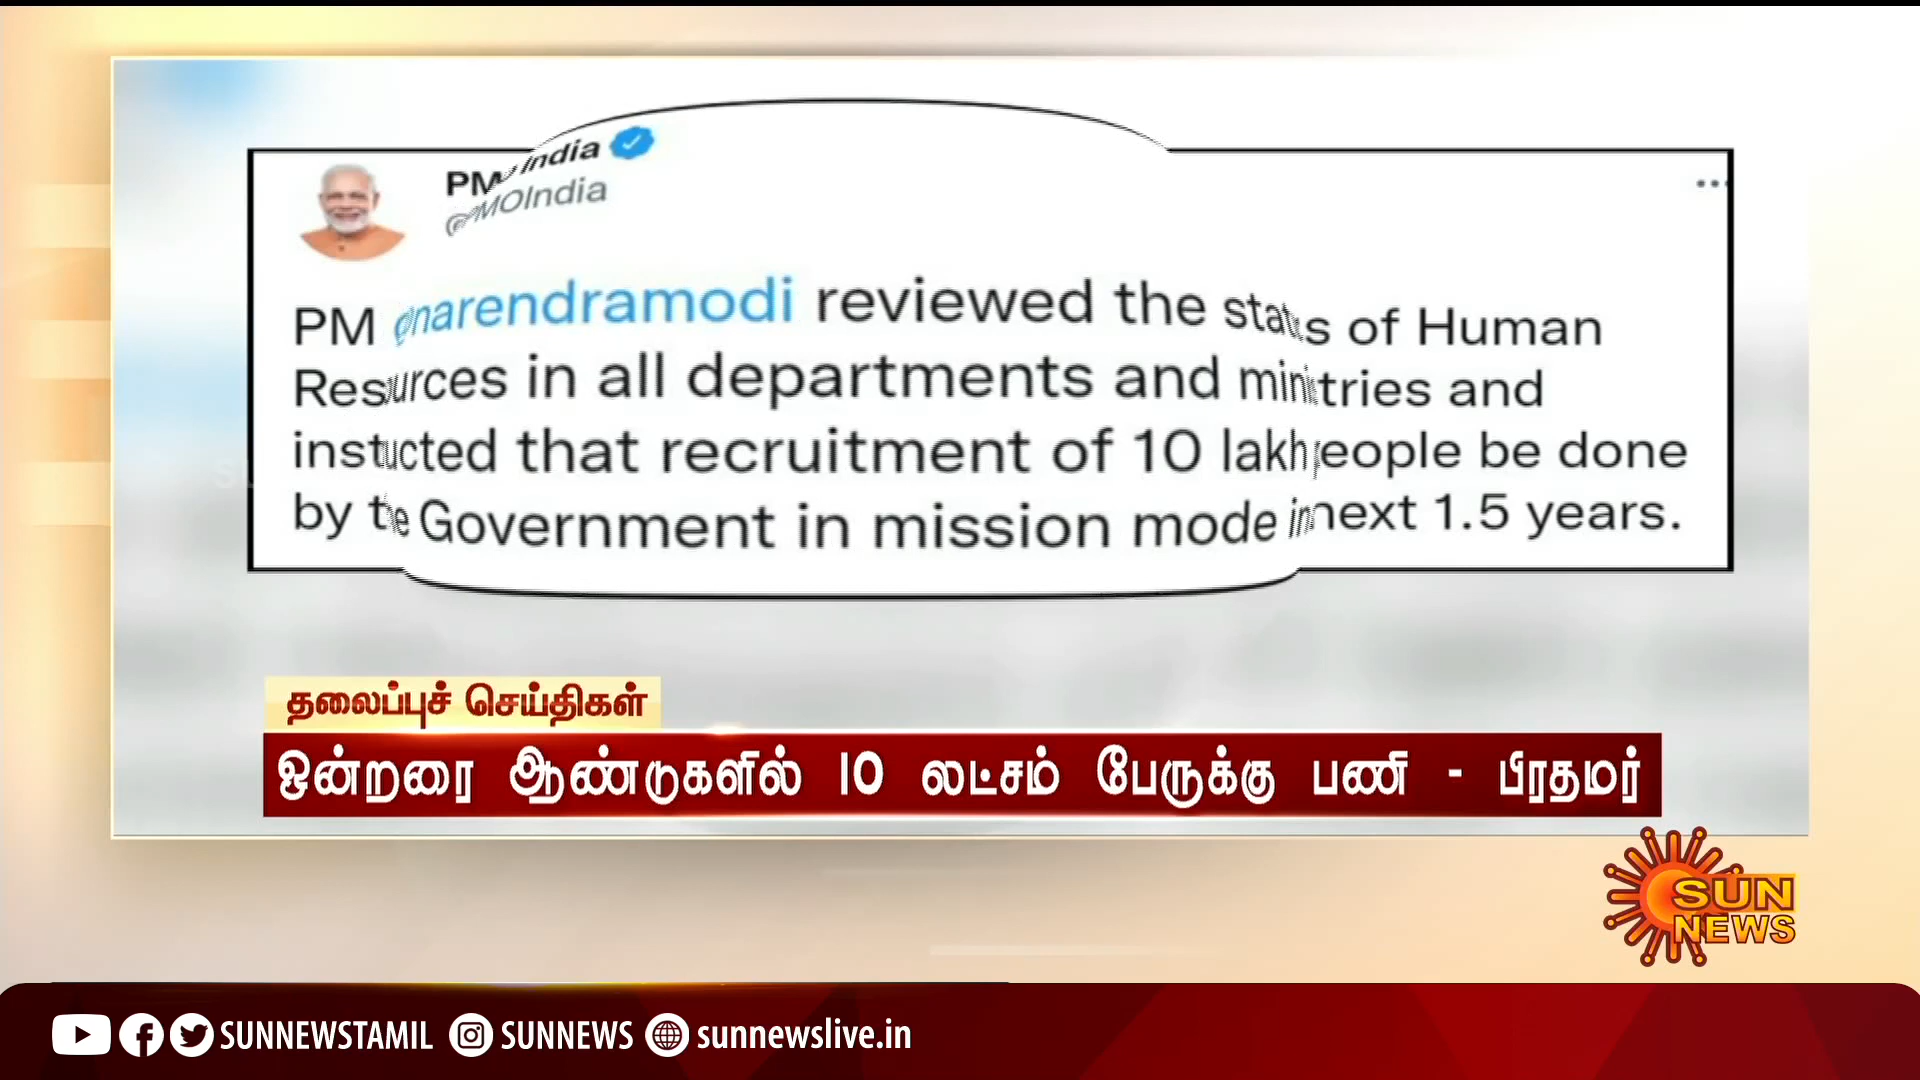 PM India
@PMOIndia
PM @narendramodi reviewed the status of Human
Resources in all departments and ministries and
instructed that recruitment of 10 lakh people be done
by the Government in mission mode in next 1.5 years.
தலைப்புச் செய்திகள்
ஒன்றரை ஆண்டுகளில் 10 லட்சம் பேருக்கு பணி - பிரதமர்
SUN
NEWS
SUNNEWSTAMIL SUNNEWS sunnewslive.in